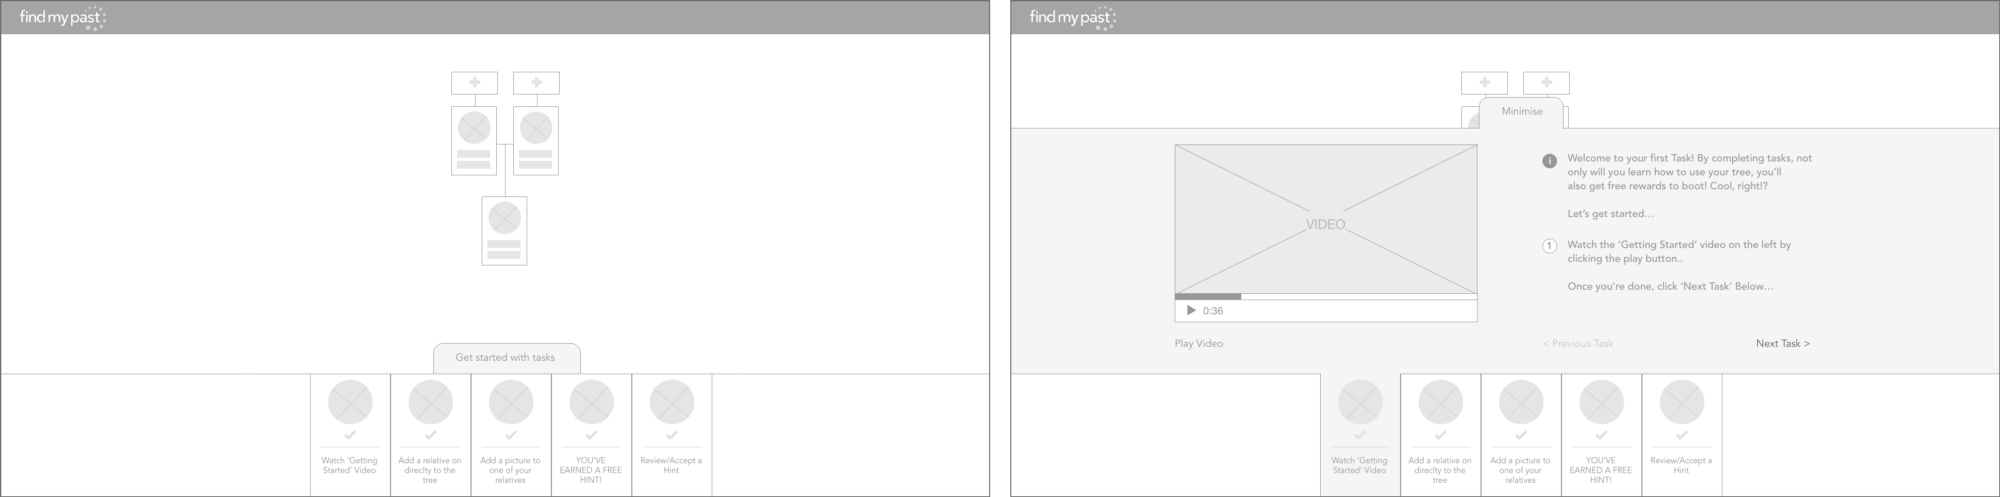 find my past
Get started with tasks
Watch ‘Getting
Started’ Video
Add a relative on
direclty to the
tree
Add a picture to
one of your
relatives
YOU’VE
EARNED A FREE
HINT!
Review/Accept a
Hint
find my past
Minimise
VIDEO
0:36
Play Video
i
Welcome to your first Task! By completing tasks, not
only will you learn how to use your tree, you’ll
also get free rewards to boot! Cool, right!?
Let’s get started…
1
Watch the ‘Getting Started’ video on the left by
clicking the play button..
Once you’re done, click ‘Next Task’ Below…
< Previous Task
Next Task >
Watch ‘Getting
Started’ Video
Add a relative on
direclty to the
tree
Add a picture to
one of your
relatives
YOU’VE
EARNED A FREE
HINT!
Review/Accept a
Hint